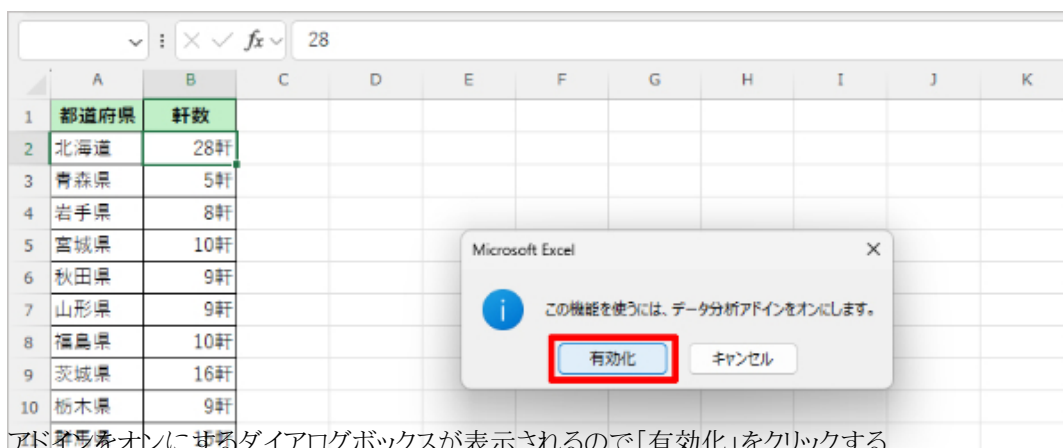 fx 28
A B C D E F G H I J K
1 都道府県 軒数
2 北海道 28軒
3 青森県 5軒
4 岩手県 8軒
5 宮城県 10軒
6 秋田県 9軒
7 山形県 9軒
8 福島県 10軒
9 茨城県 16軒
10 栃木県 9軒
Microsoft Excel
この機能を使うには、データ分析アドインをオンにします。
有効化 キャンセル
アドインをオンにするダイアログボックスが表示されるので「有効化」をクリックする